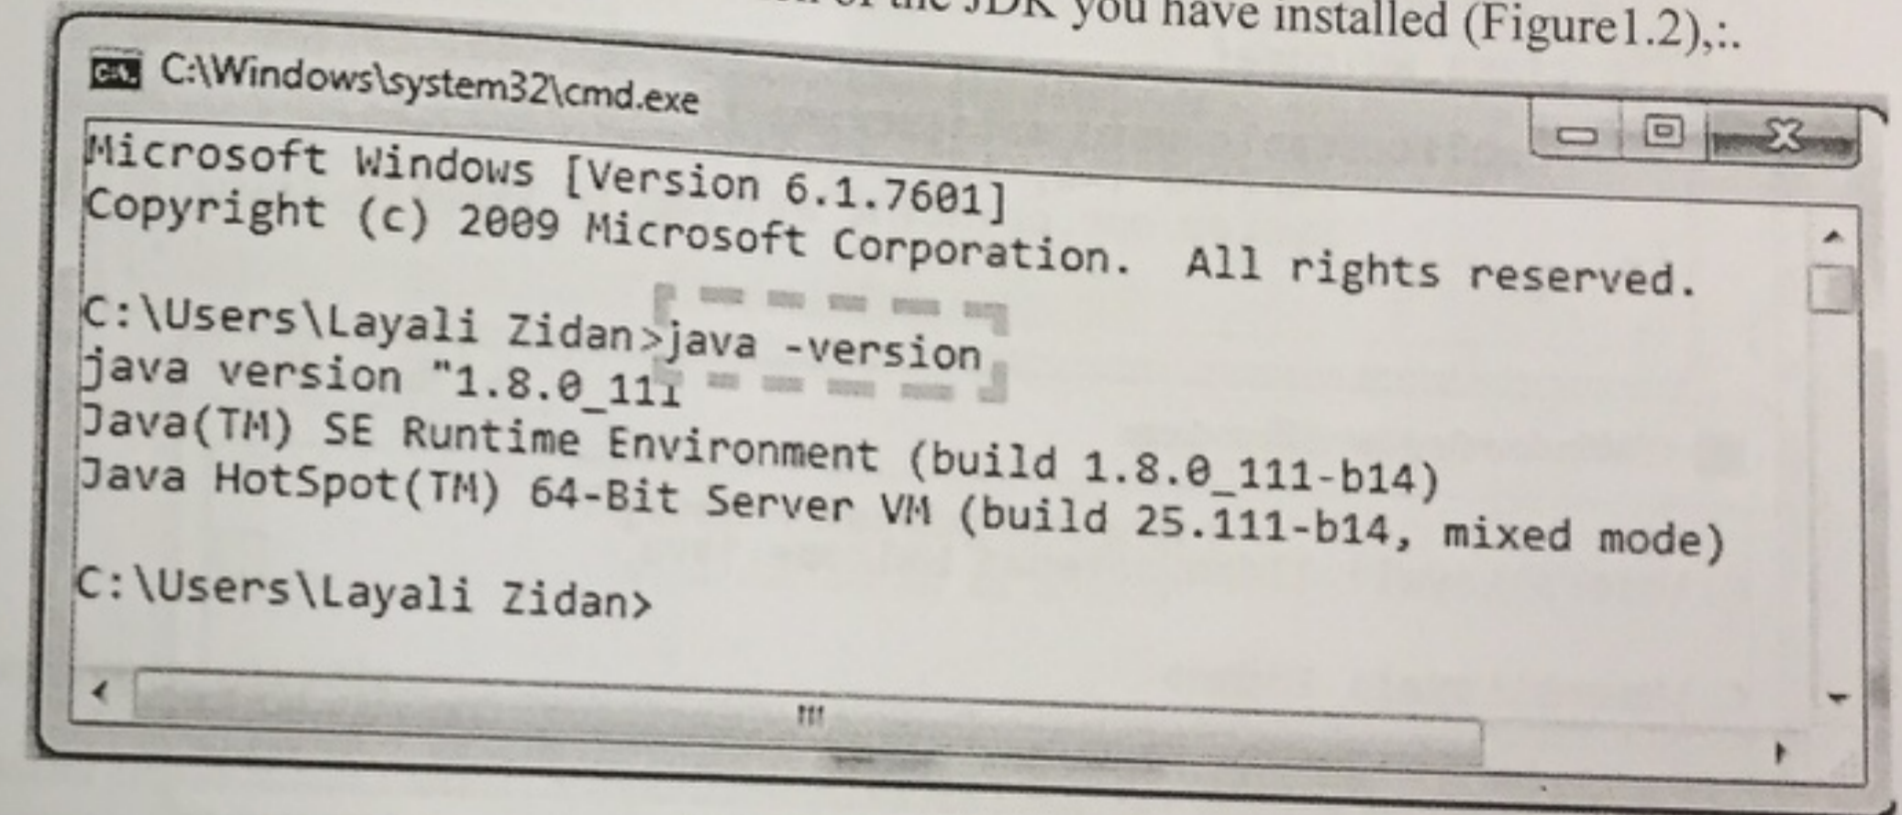 of the JDK you have installed (Figure1.2),:.
C:\Windows\system32\cmd.exe
Microsoft Windows [Version 6.1.7601]
Copyright (c) 2009 Microsoft Corporation.  All rights reserved.
C:\Users\Layali Zidan>java -version
java version "1.8.0_111
Java(TM) SE Runtime Environment (build 1.8.0_111-b14)
Java HotSpot(TM) 64-Bit Server VM (build 25.111-b14, mixed mode)
C:\Users\Layali Zidan>